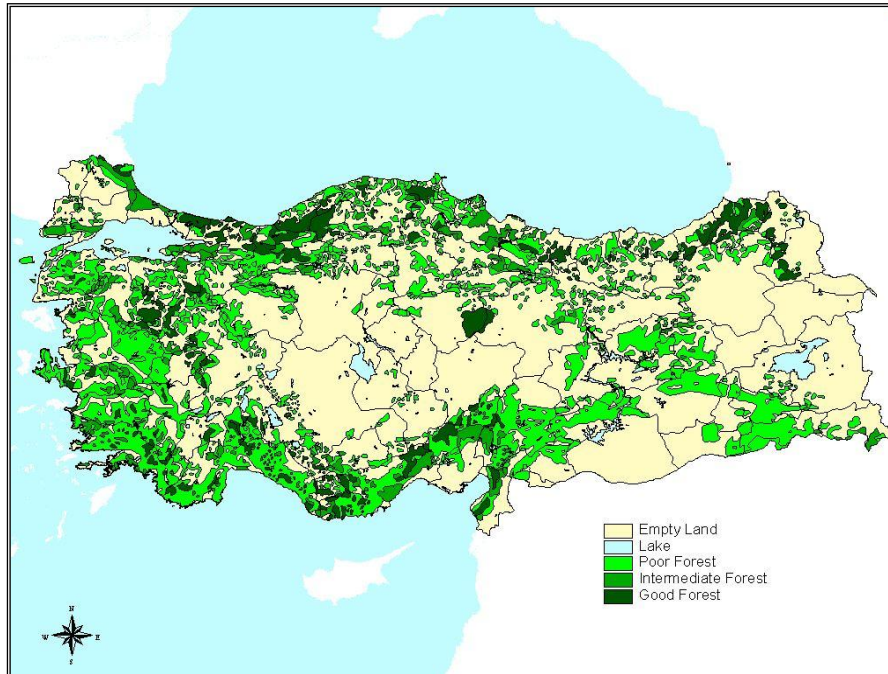 Empty Land
Lake
Poor Forest
Intermediate Forest
Good Forest
N
W E
S